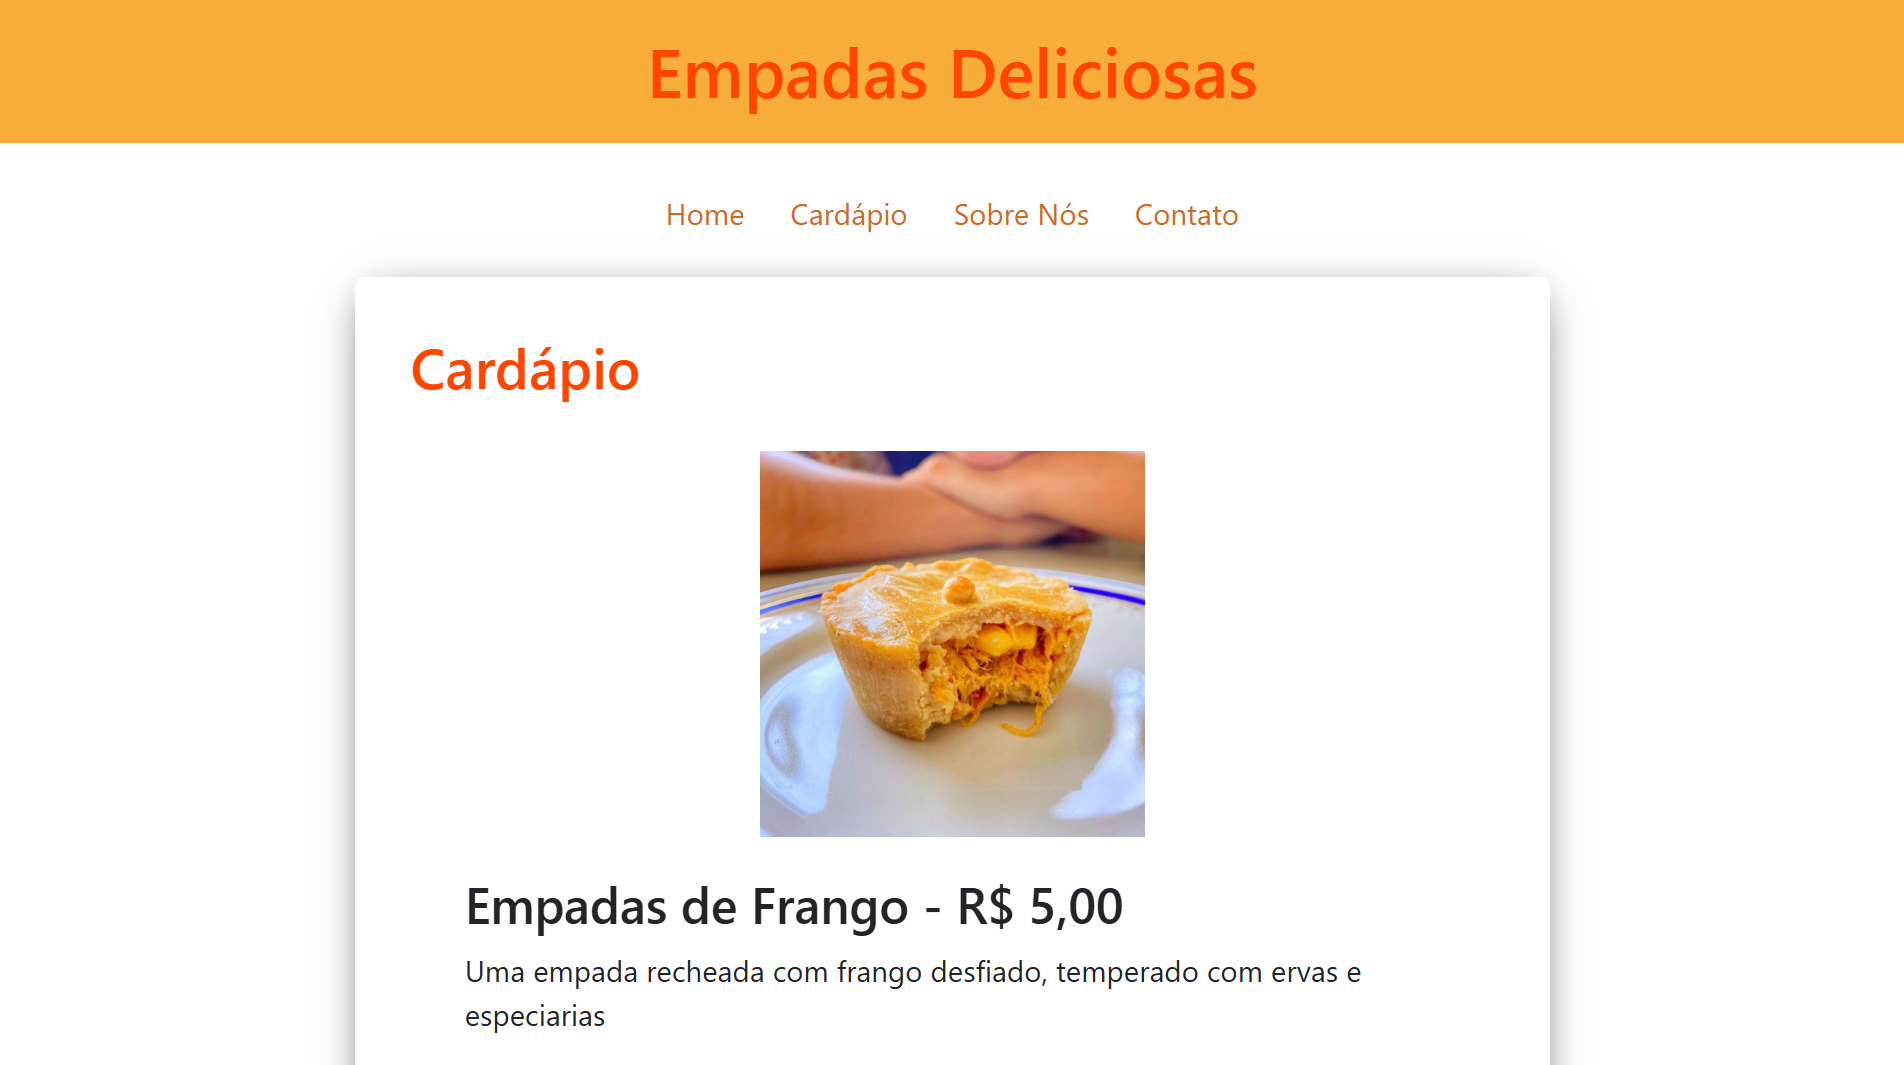 Empadas Deliciosas
Home Cardápio Sobre Nós Contato
Cardápio
Empadas de Frango - R$ 5,00
Uma empada recheada com frango desfiado, temperado com ervas e
especiarias